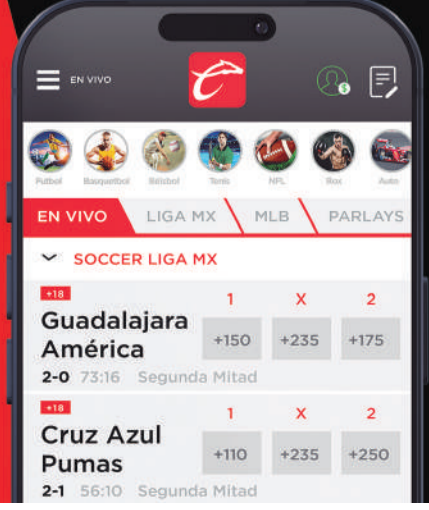 EN VIVO
Futbol Basquetbol Béisbol Tenis NFL Box Auto
EN VIVO LIGA MX MLB PARLAYS
SOCCER LIGA MX
+18
1 X 2
Guadalajara
América
+150 +235 +175
2-0 73:16 Segunda Mitad
+18
1 X 2
Cruz Azul
Pumas
+110 +235 +250
2-1 56:10 Segunda Mitad